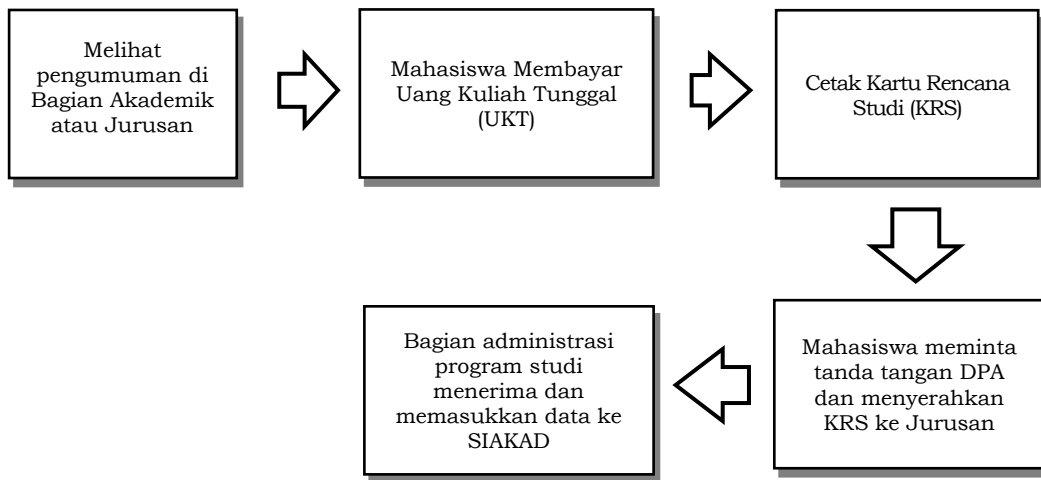 Melihat
pengumuman di
Bagian Akademik
atau Jurusan
Mahasiswa Membayar
Uang Kuliah Tunggal
(UKT)
Cetak Kartu Rencana
Studi (KRS)
Mahasiswa meminta
tanda tangan DPA
dan menyerahkan
KRS ke Jurusan
Bagian administrasi
program studi
menerima dan
memasukkan data ke
SIAKAD